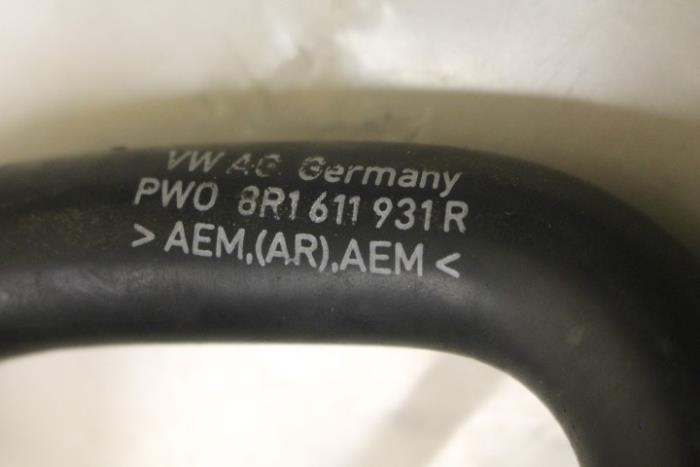 VW AG Germany
PWO 8R1 611 931 R
>AEM,(AR),AEM<